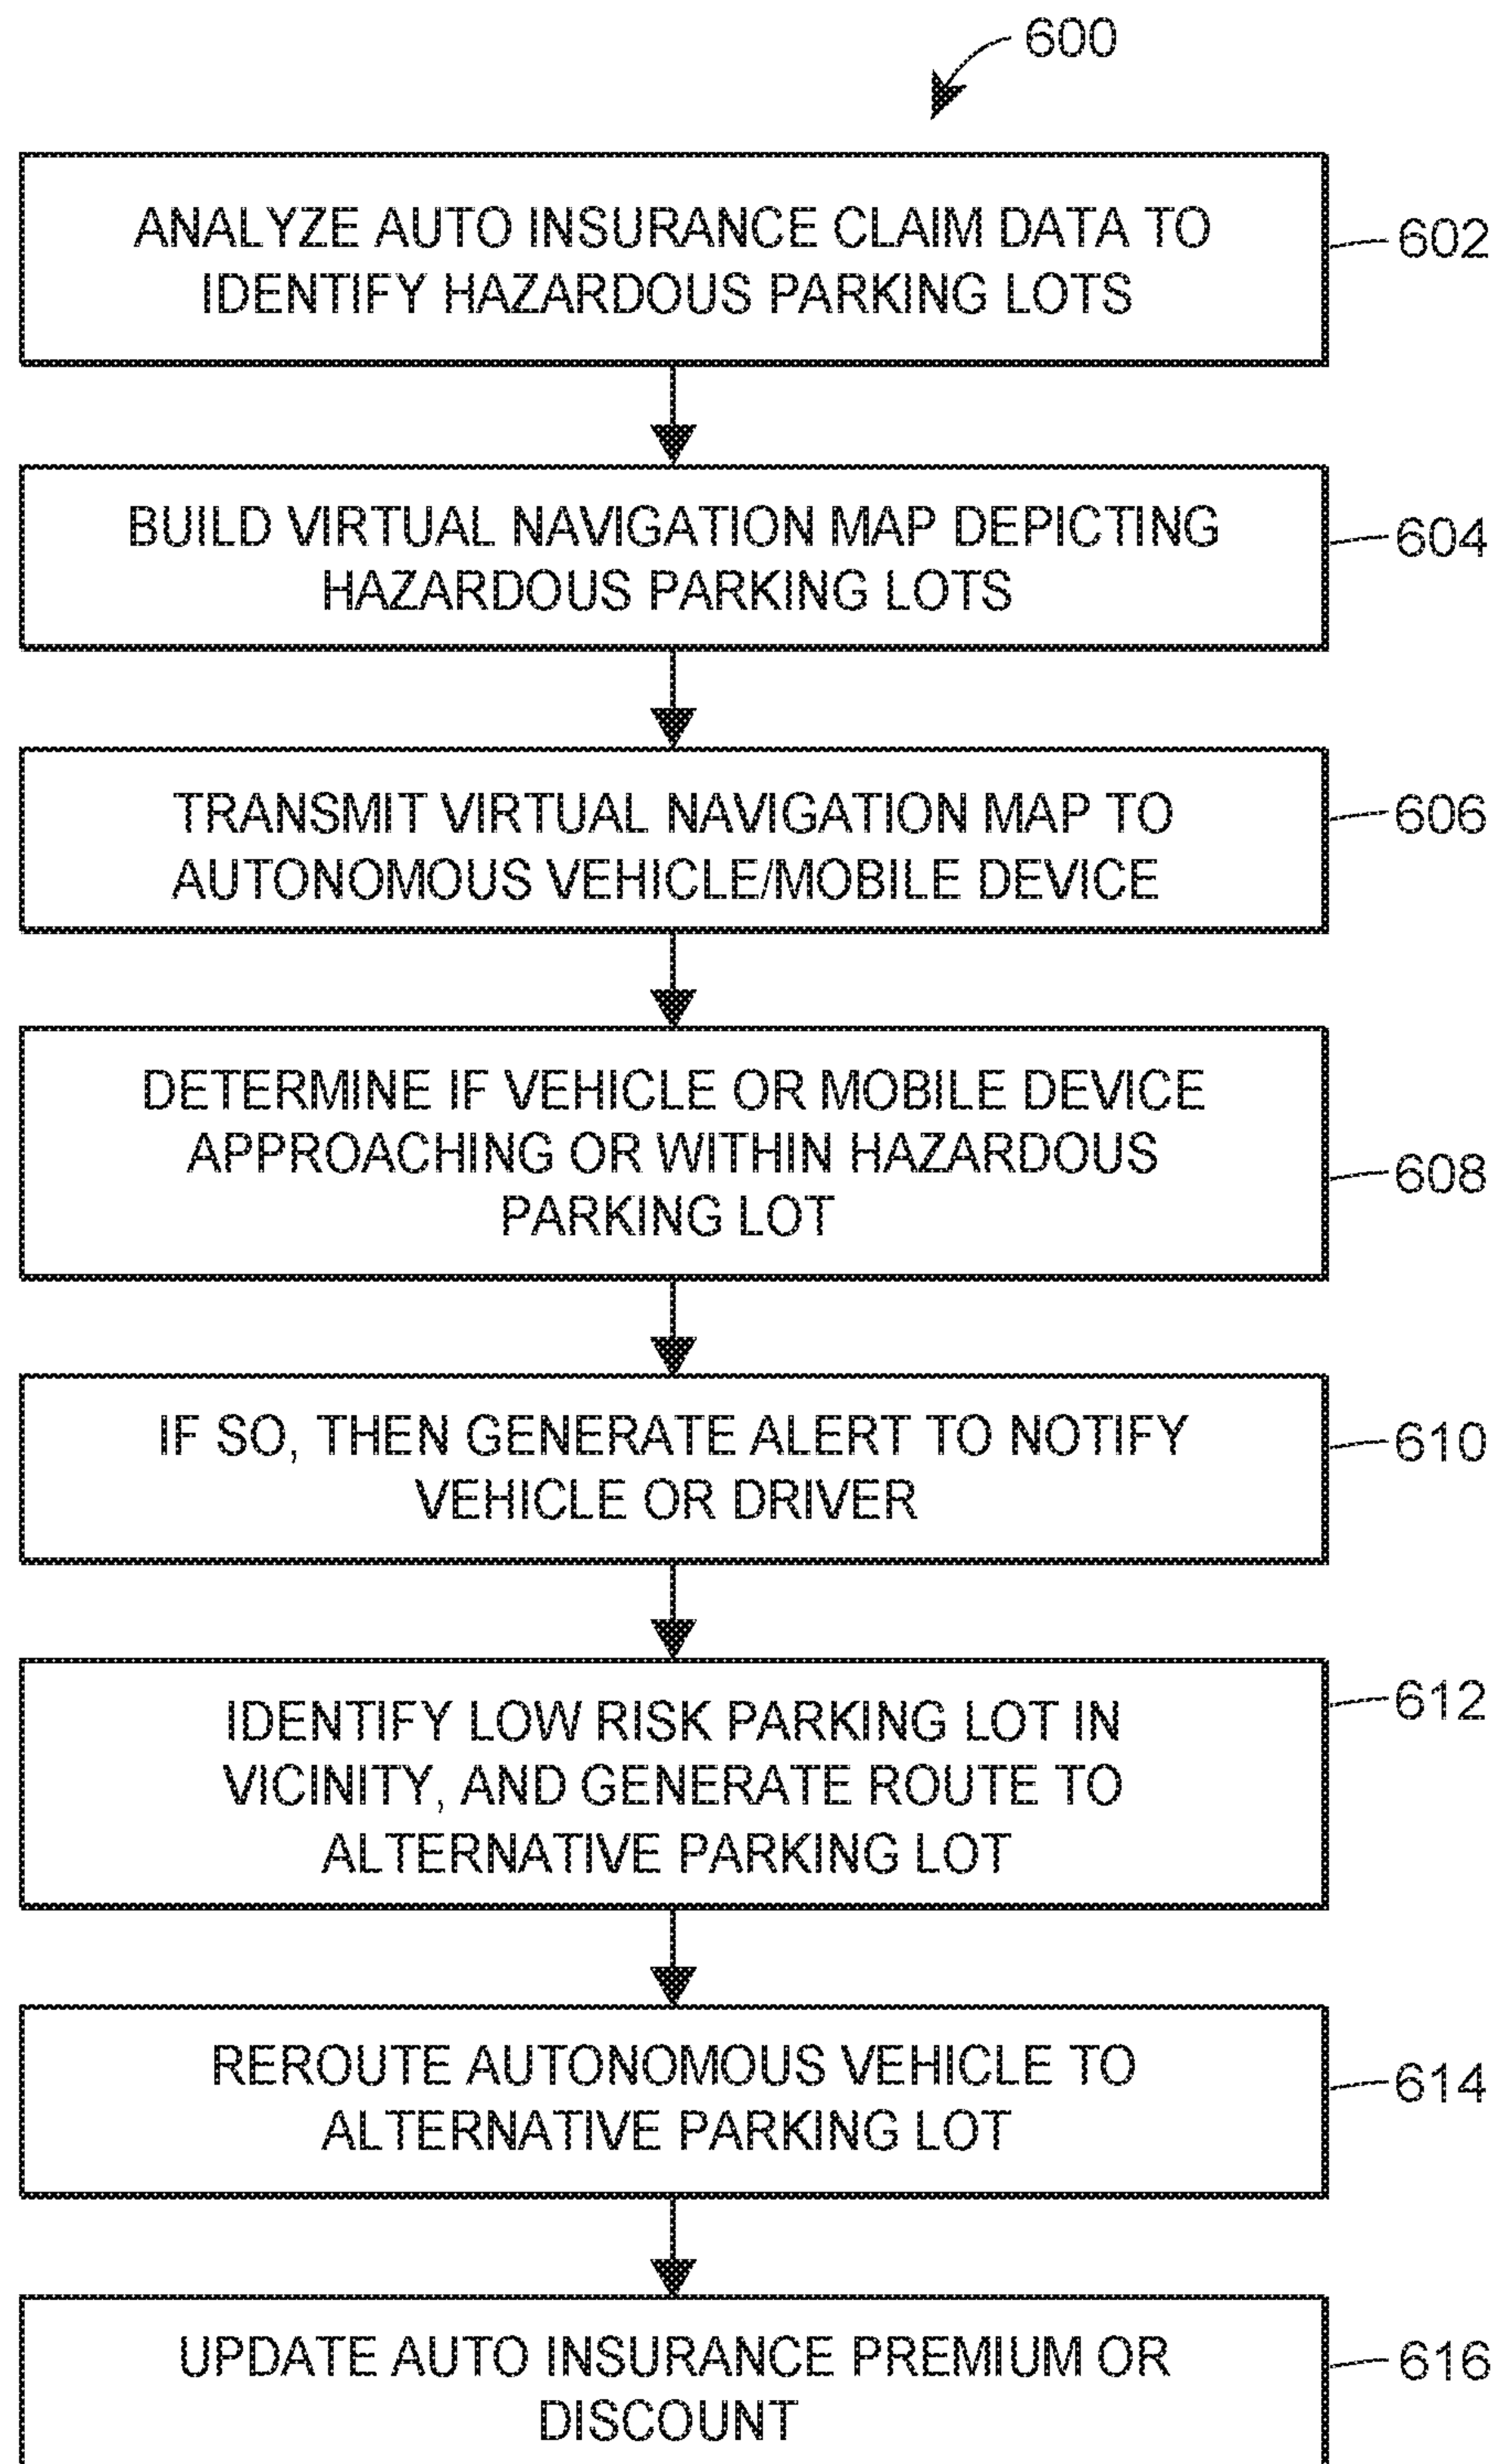 600
ANALYZE AUTO INSURANCE CLAIM DATA TO
IDENTIFY HAZARDOUS PARKING LOTS
602
BUILD VIRTUAL NAVIGATION MAP DEPICTING
HAZARDOUS PARKING LOTS
604
TRANSMIT VIRTUAL NAVIGATION MAP TO
AUTONOMOUS VEHICLE/MOBILE DEVICE
606
DETERMINE IF VEHICLE OR MOBILE DEVICE
APPROACHING OR WITHIN HAZARDOUS
PARKING LOT
608
IF SO, THEN GENERATE ALERT TO NOTIFY
VEHICLE OR DRIVER
610
IDENTIFY LOW RISK PARKING LOT IN
VICINITY, AND GENERATE ROUTE TO
ALTERNATIVE PARKING LOT
612
REROUTE AUTONOMOUS VEHICLE TO
ALTERNATIVE PARKING LOT
614
UPDATE AUTO INSURANCE PREMIUM OR
DISCOUNT
616